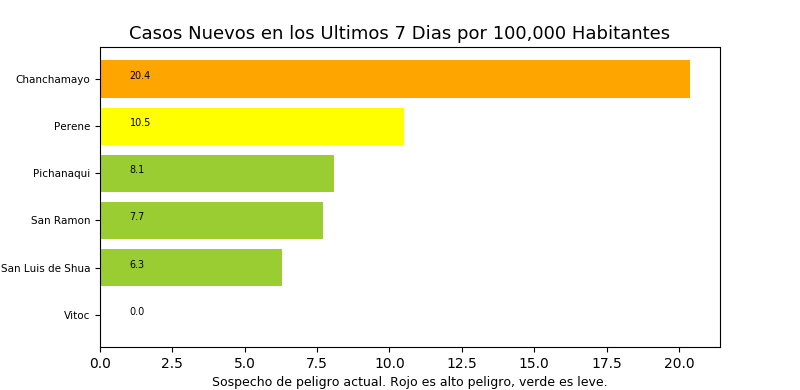 Casos Nuevos en los Ultimos 7 Dias por 100,000 Habitantes
Chanchamayo 20.4
Perene 10.5
Pichanaqui 8.1
San Ramon 7.7
San Luis de Shua 6.3
Vitoc 0.0
0.0 2.5 5.0 7.5 10.0 12.5 15.0 17.5 20.0
Sospecho de peligro actual. Rojo es alto peligro, verde es leve.